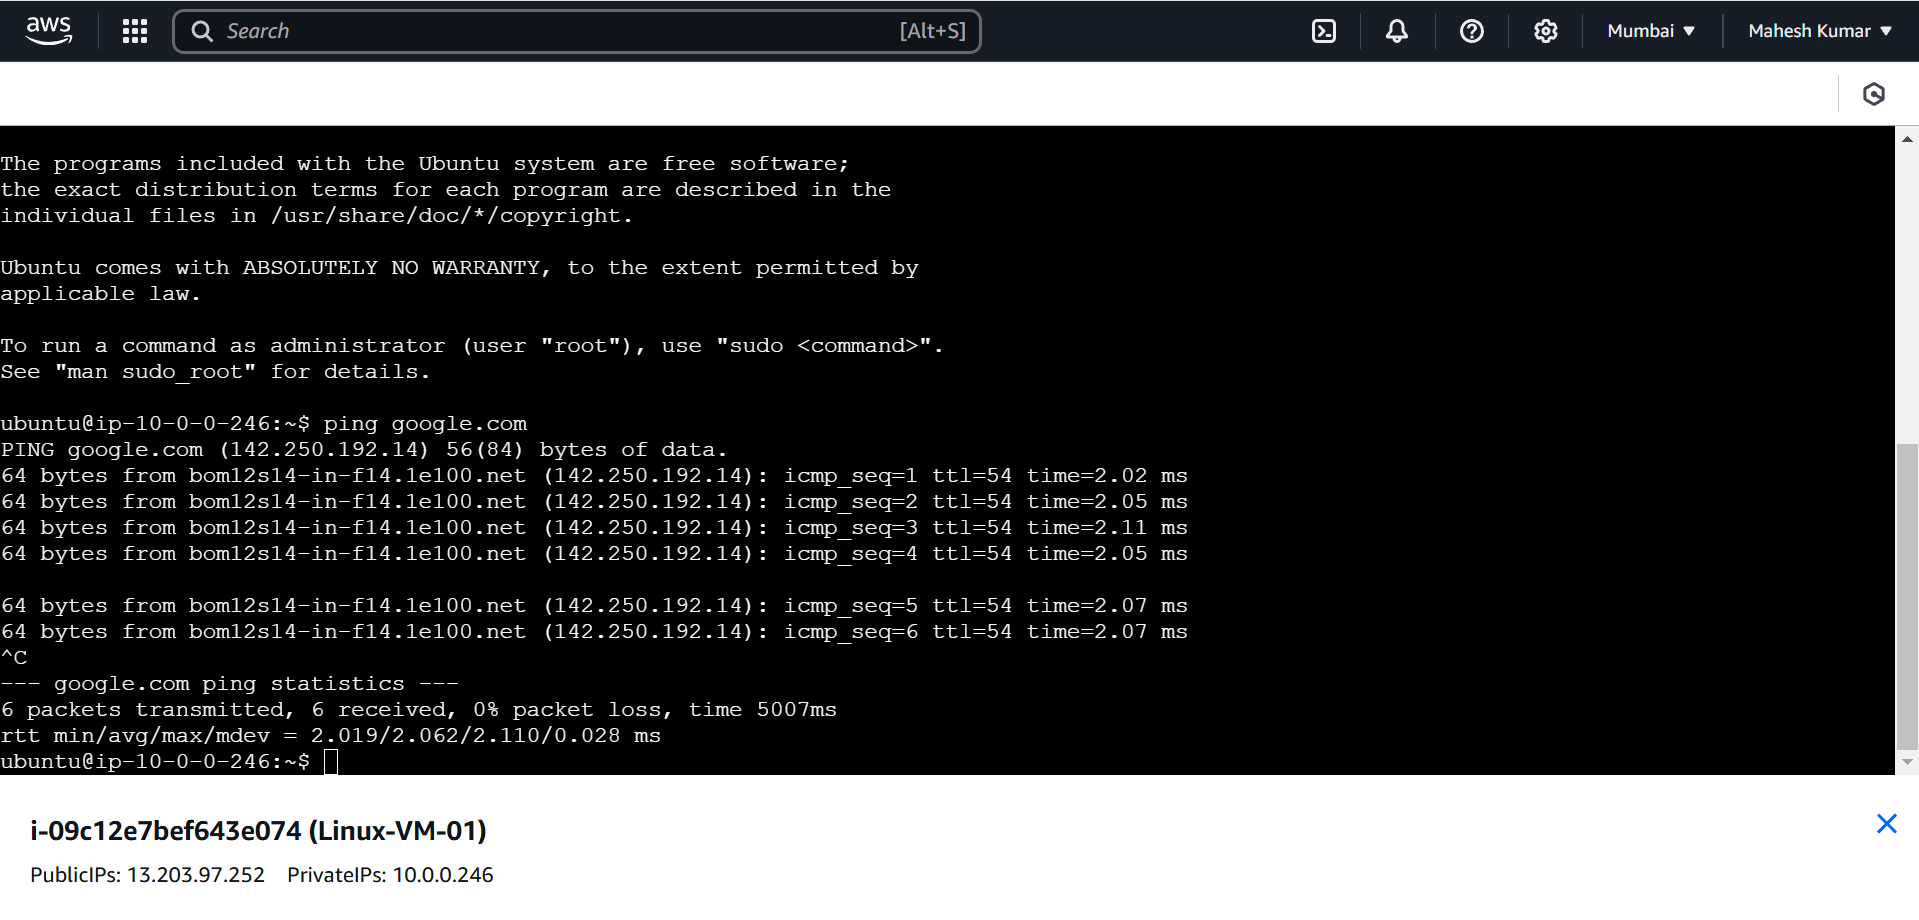 aws
Search [Alt+S]
Mumbai ▼
Mahesh Kumar ▼
The programs included with the Ubuntu system are free software;
the exact distribution terms for each program are described in the
individual files in /usr/share/doc/*/copyright.
Ubuntu comes with ABSOLUTELY NO WARRANTY, to the extent permitted by
applicable law.
To run a command as administrator (user "root"), use "sudo <command>".
See "man sudo_root" for details.
ubuntu@ip-10-0-0-246:~$ ping google.com
PING google.com (142.250.192.14) 56(84) bytes of data.
64 bytes from bom12s14-in-f14.1e100.net (142.250.192.14): icmp_seq=1 ttl=54 time=2.02 ms
64 bytes from bom12s14-in-f14.1e100.net (142.250.192.14): icmp_seq=2 ttl=54 time=2.05 ms
64 bytes from bom12s14-in-f14.1e100.net (142.250.192.14): icmp_seq=3 ttl=54 time=2.11 ms
64 bytes from bom12s14-in-f14.1e100.net (142.250.192.14): icmp_seq=4 ttl=54 time=2.05 ms
64 bytes from bom12s14-in-f14.1e100.net (142.250.192.14): icmp_seq=5 ttl=54 time=2.07 ms
64 bytes from bom12s14-in-f14.1e100.net (142.250.192.14): icmp_seq=6 ttl=54 time=2.07 ms
^C
--- google.com ping statistics ---
6 packets transmitted, 6 received, 0% packet loss, time 5007ms
rtt min/avg/max/mdev = 2.019/2.062/2.110/0.028 ms
ubuntu@ip-10-0-0-246:~$
i-09c12e7bef643e074 (Linux-VM-01)
PublicIPs: 13.203.97.252 PrivateIPs: 10.0.0.246